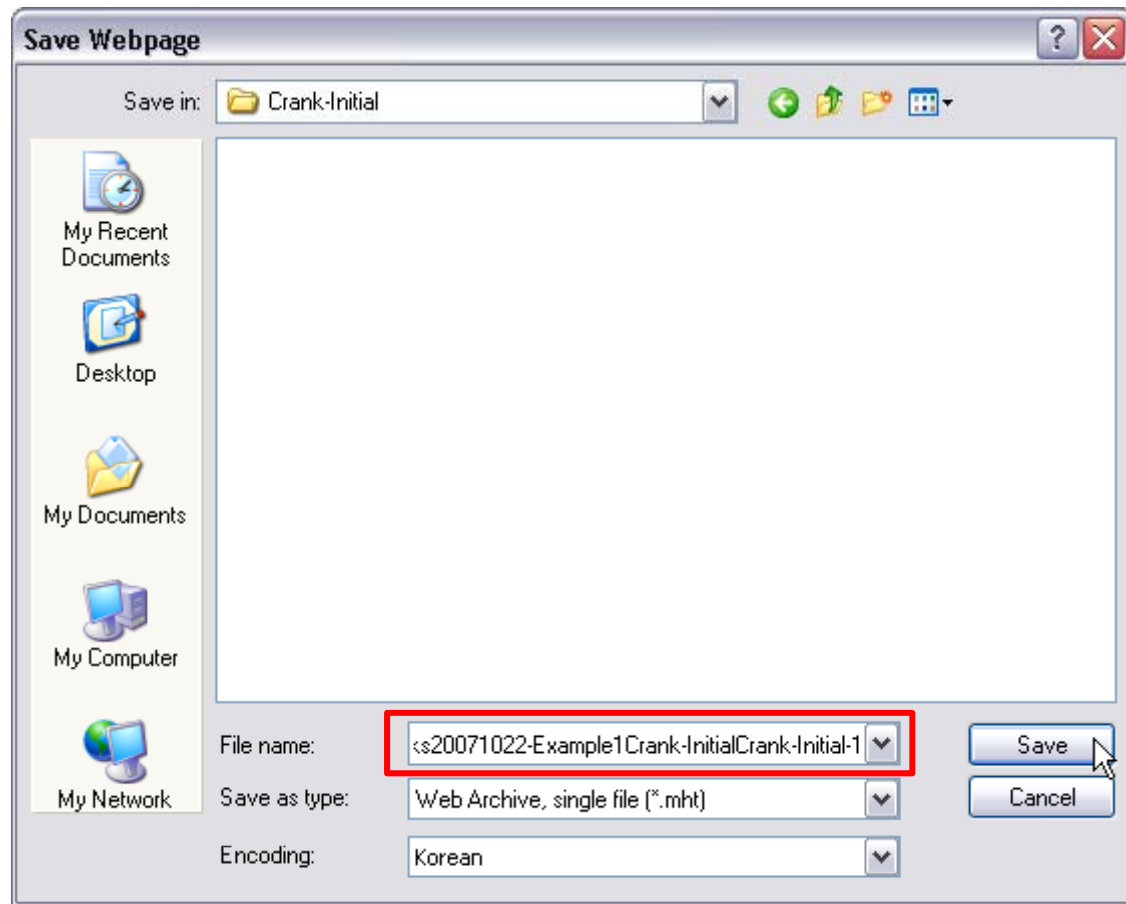 Save Webpage
Save in: Crank-Initial
My Recent
Documents
Desktop
My Documents
My Computer
My Network
File name: s20071022-Example1Crank-InitialCrank-Initial-1
Save
Save as type: Web Archive, single file (*.mht)
Cancel
Encoding: Korean